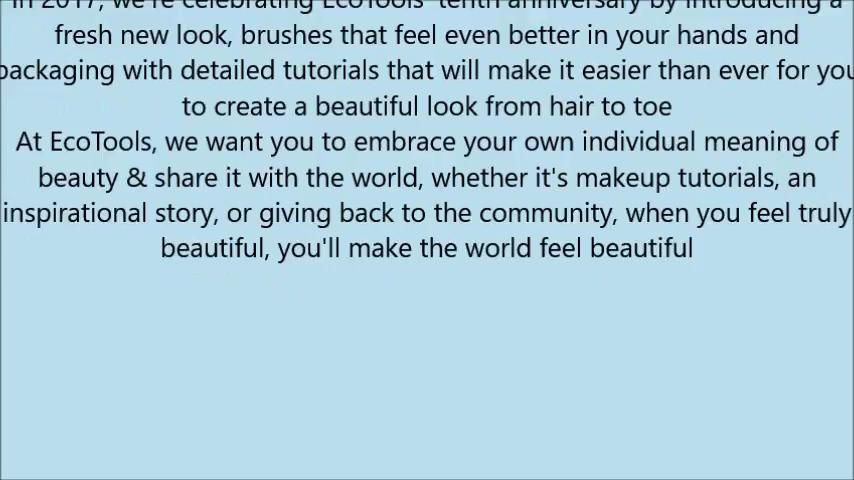 In 2017, we're celebrating EcoTools' tenth anniversary by introducing a
fresh new look, brushes that feel even better in your hands and
packaging with detailed tutorials that will make it easier than ever for you
to create a beautiful look from hair to toe
At EcoTools, we want you to embrace your own individual meaning of
beauty & share it with the world, whether it's makeup tutorials, an
inspirational story, or giving back to the community, when you feel truly
beautiful, you'll make the world feel beautiful